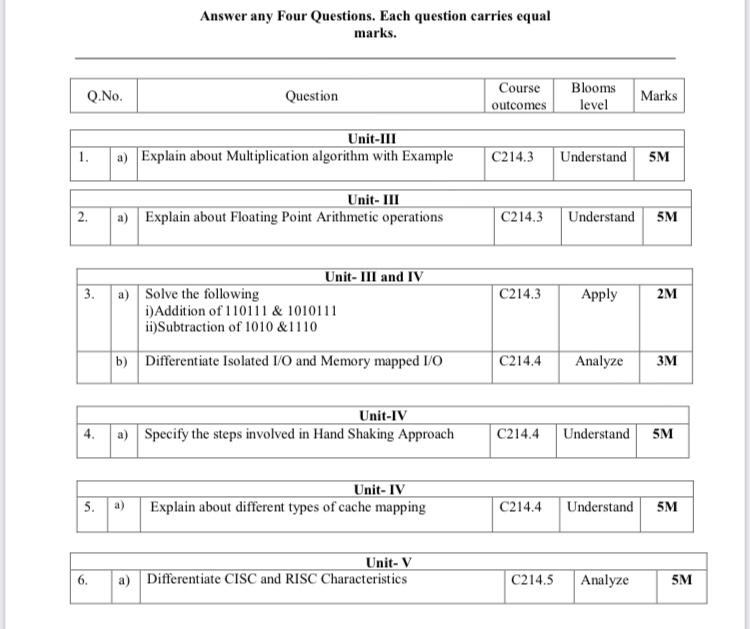 Answer any Four Questions. Each question carries equal
marks.
Q.No. Question Course outcomes Blooms level Marks
Unit-III
1. a) Explain about Multiplication algorithm with Example C214.3 Understand 5M
Unit- III
2. a) Explain about Floating Point Arithmetic operations C214.3 Understand 5M
Unit- III and IV
3. a) Solve the following C214.3 Apply 2M
i)Addition of 110111 & 1010111
ii)Subtraction of 1010 &1110
b) Differentiate Isolated I/O and Memory mapped I/O C214.4 Analyze 3M
Unit-IV
4. a) Specify the steps involved in Hand Shaking Approach C214.4 Understand 5M
Unit- IV
5. a) Explain about different types of cache mapping C214.4 Understand 5M
Unit- V
6. a) Differentiate CISC and RISC Characteristics C214.5 Analyze 5M